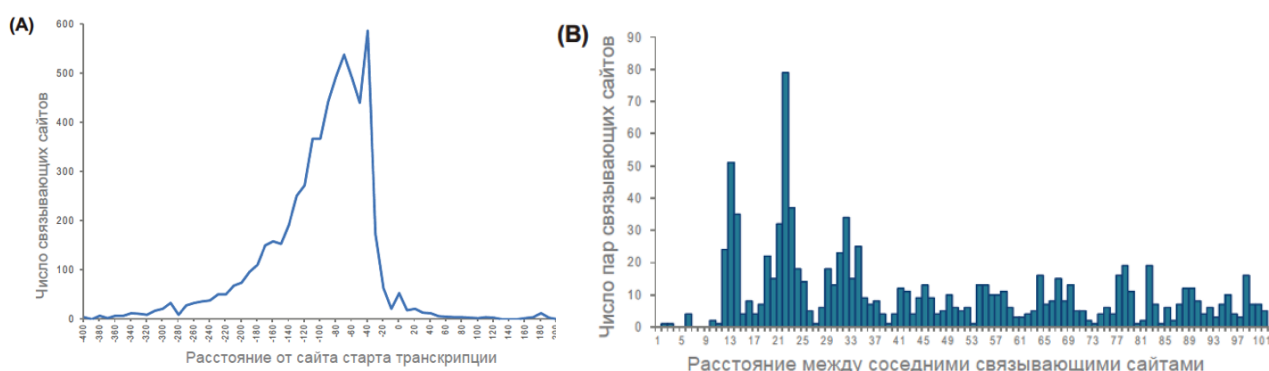 (A)
Число связывающих сайтов
600
500
400
300
200
100
0
-400 -380 -360 -340 -320 -300 -280 -260 -240 -220 -200 -180 -160 -140 -120 -100 -80 -60 -40 -20 0 20 40 60 80 100 120 140 160 180 200
Расстояние от сайта старта транскрипции
(B)
Число пар связывающих сайтов
90
80
70
60
50
40
30
20
10
0
1 5 9 13 17 21 25 29 33 37 41 45 49 53 57 61 65 69 73 77 81 85 89 93 97 101
Расстояние между соседними связывающими сайтами